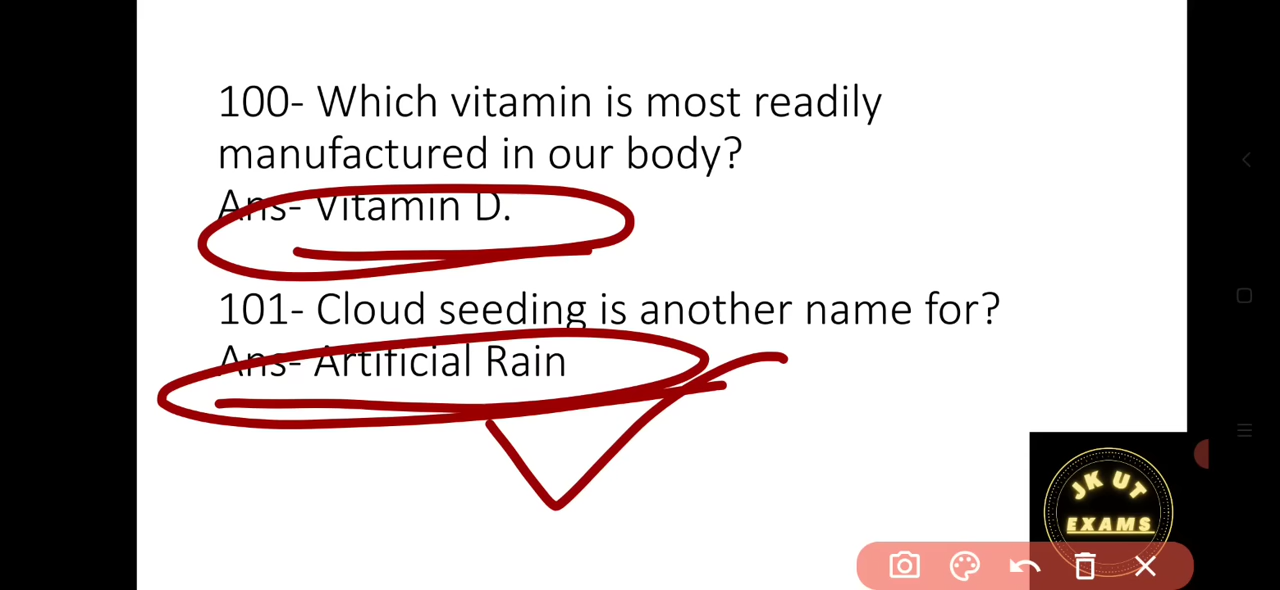 100- Which vitamin is most readily
manufactured in our body?
Ans- Vitamin D.
101- Cloud seeding is another name for?
Ans- Artificial Rain
JK UT
EXAMS